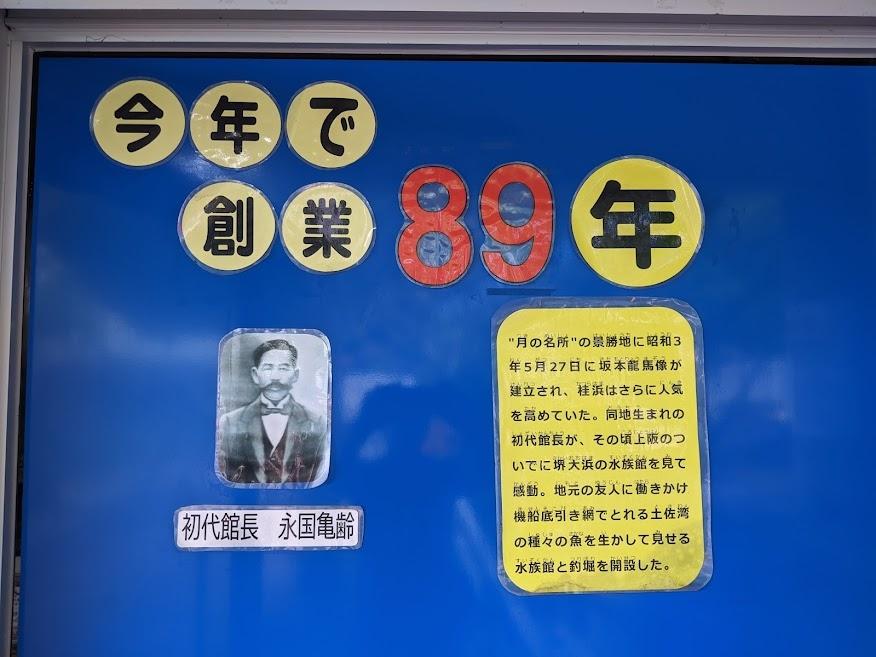 今年で
創業89年
初代館長　永国亀齢
"月の名所"の景勝地に昭和3
年5月27日に坂本龍馬像が
建立され、桂浜はさらに人気
を高めていた。同地生まれの
初代館長が、その頃上阪のつ
いでに堺大浜の水族館を見て
感動。地元の友人に働きかけ
機船底引き網でとれる土佐湾
の種々の魚を生かして見せる
水族館と釣堀を開設した。